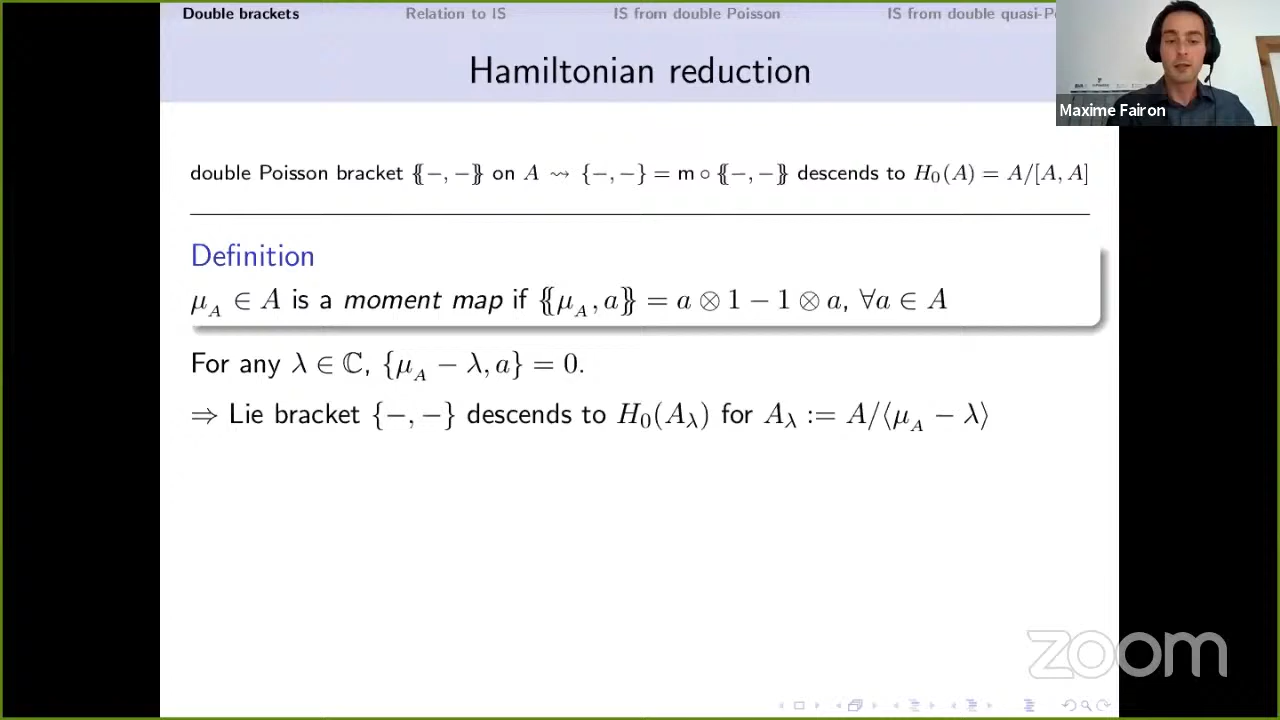 Double brackets Relation to IS IS from double Poisson IS from double quasi-P
Hamiltonian reduction
Maxime Fairon
double Poisson bracket {{−, −}} on A ⇝ {−, −} = m ∘ {{−, −}} descends to H₀(A) = A/[A, A]
Definition
μ_A ∈ A is a moment map if {{μ_A, a}} = a ⊗ 1 − 1 ⊗ a, ∀a ∈ A
For any λ ∈ ℂ, {μ_A − λ, a} = 0.
⇒ Lie bracket {−, −} descends to H₀(A_λ) for A_λ := A/⟨μ_A − λ⟩
zoom